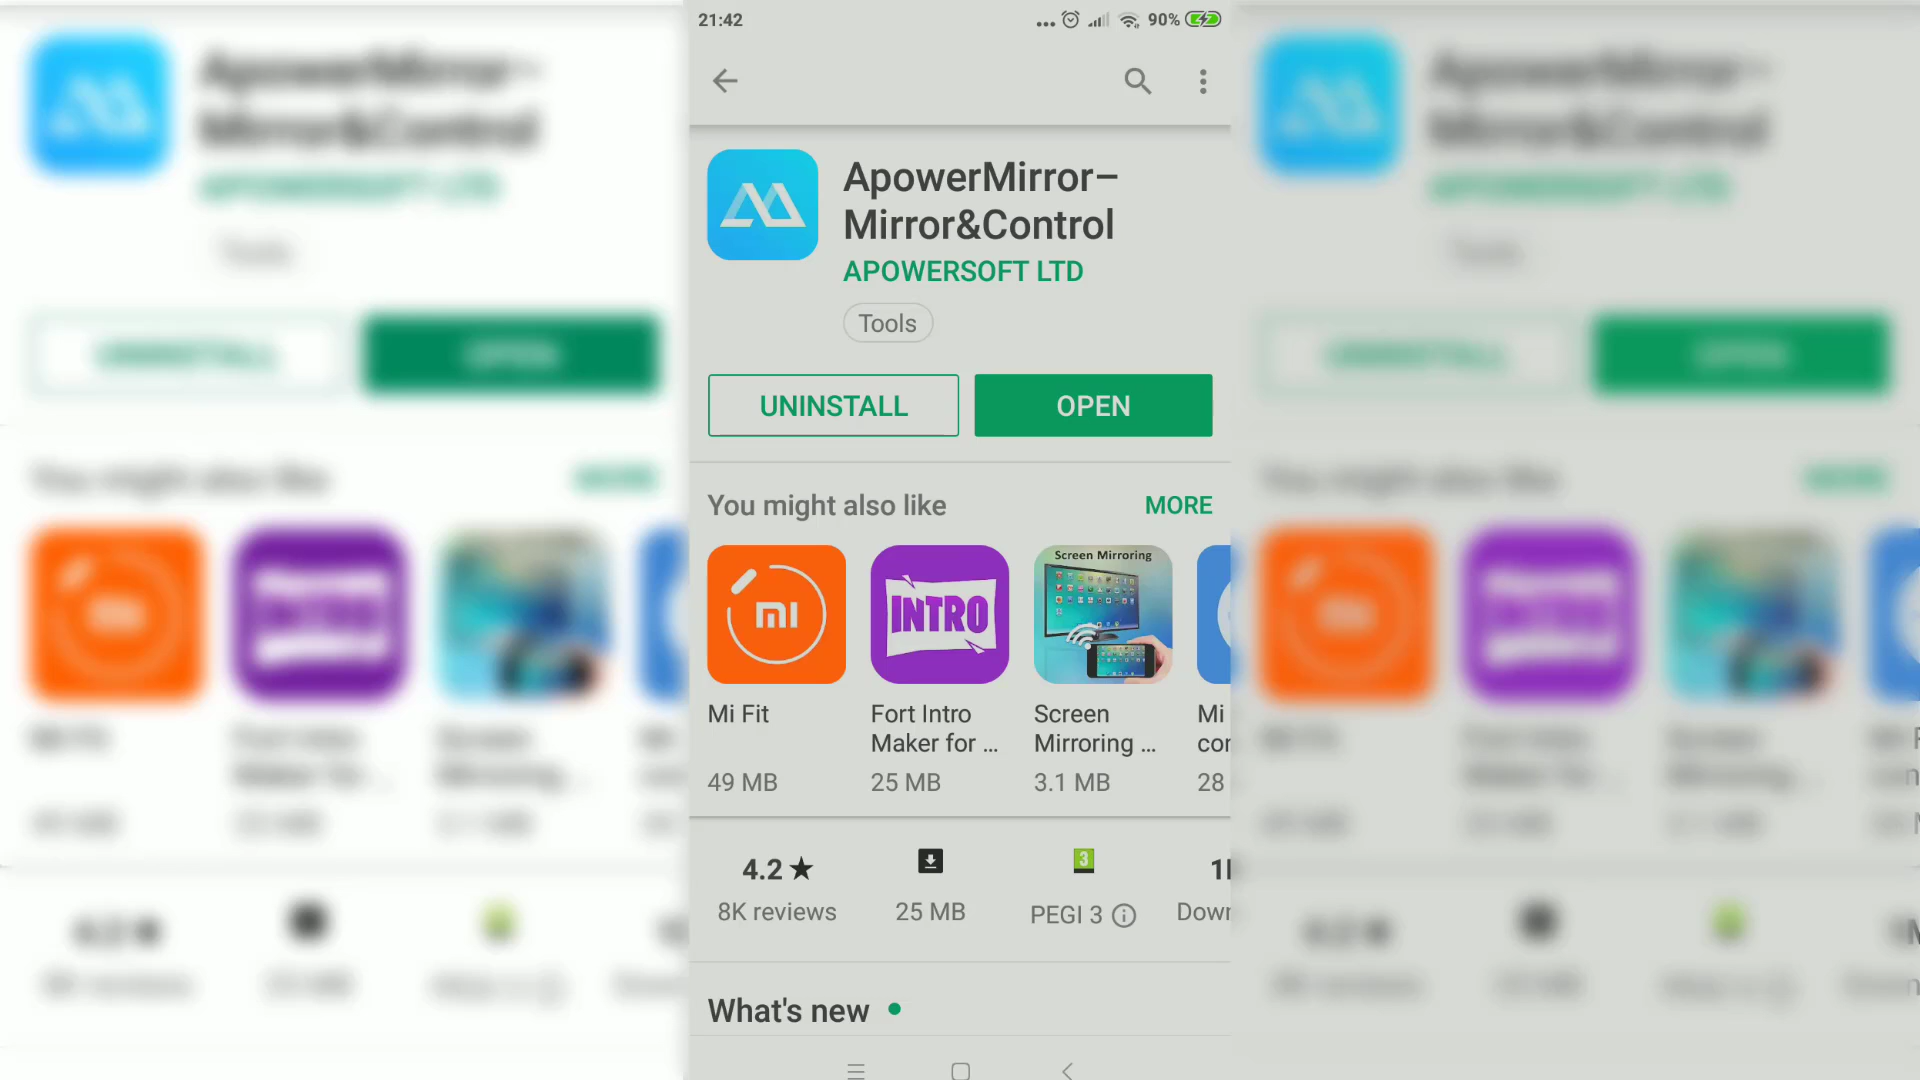 21:42
90%
ApowerMirror–
Mirror&Control
APOWERSOFT LTD
Tools
UNINSTALL
OPEN
You might also like
MORE
Screen Mirroring
INTRO
Mi Fit
Fort Intro
Maker for ...
Screen
Mirroring ...
Mi
49 MB
25 MB
3.1 MB
28
4.2 ★
3
8K reviews
25 MB
PEGI 3
What's new